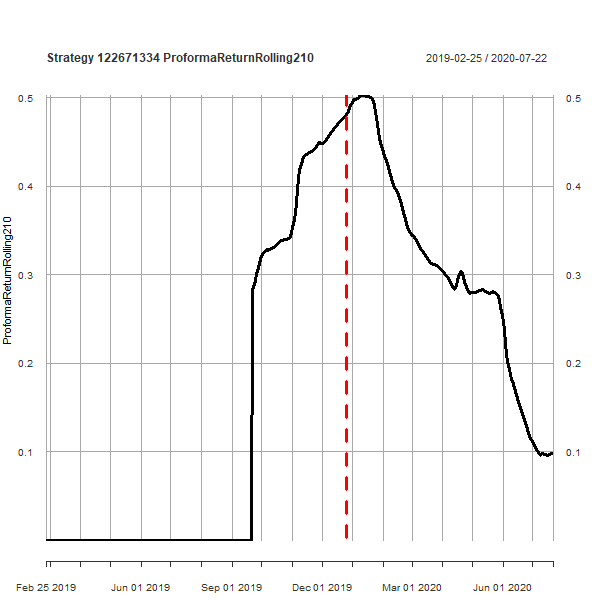 Strategy 122671334 ProformaReturnRolling210
2019-02-25 / 2020-07-22
0.5
0.5
0.4
0.4
0.3
0.3
0.2
0.2
0.1
0.1
ProformaReturnRolling210
Feb 25 2019
Jun 01 2019
Sep 01 2019
Dec 01 2019
Mar 01 2020
Jun 01 2020